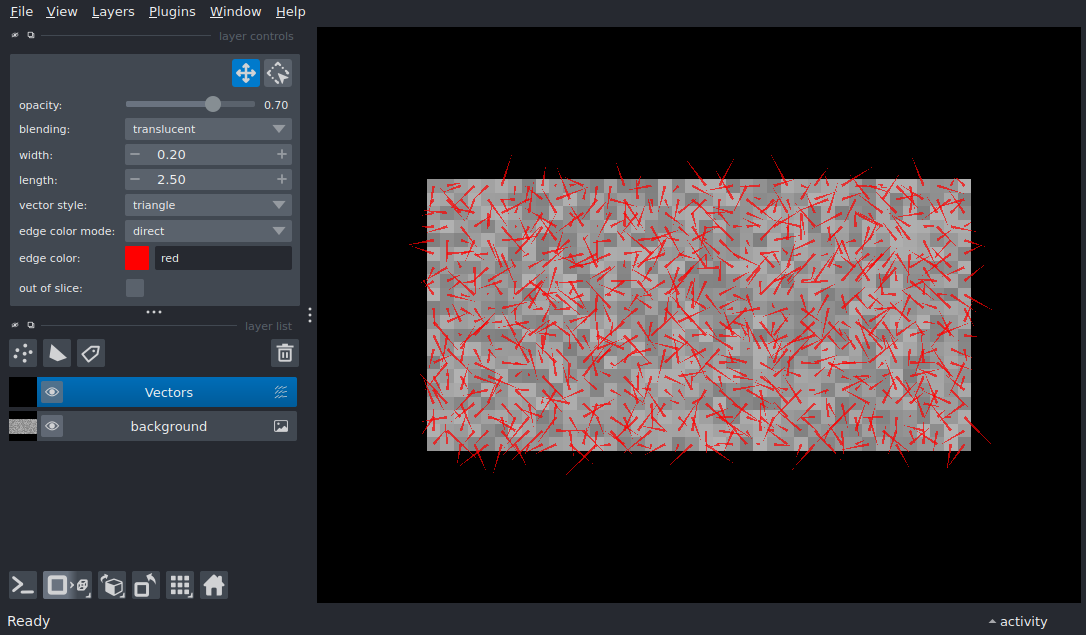 File View Layers Plugins Window Help
layer controls
opacity: 0.70
blending: translucent
width: 0.20
length: 2.50
vector style: triangle
edge color mode: direct
edge color: red
out of slice:
layer list
Vectors
background
Ready
activity